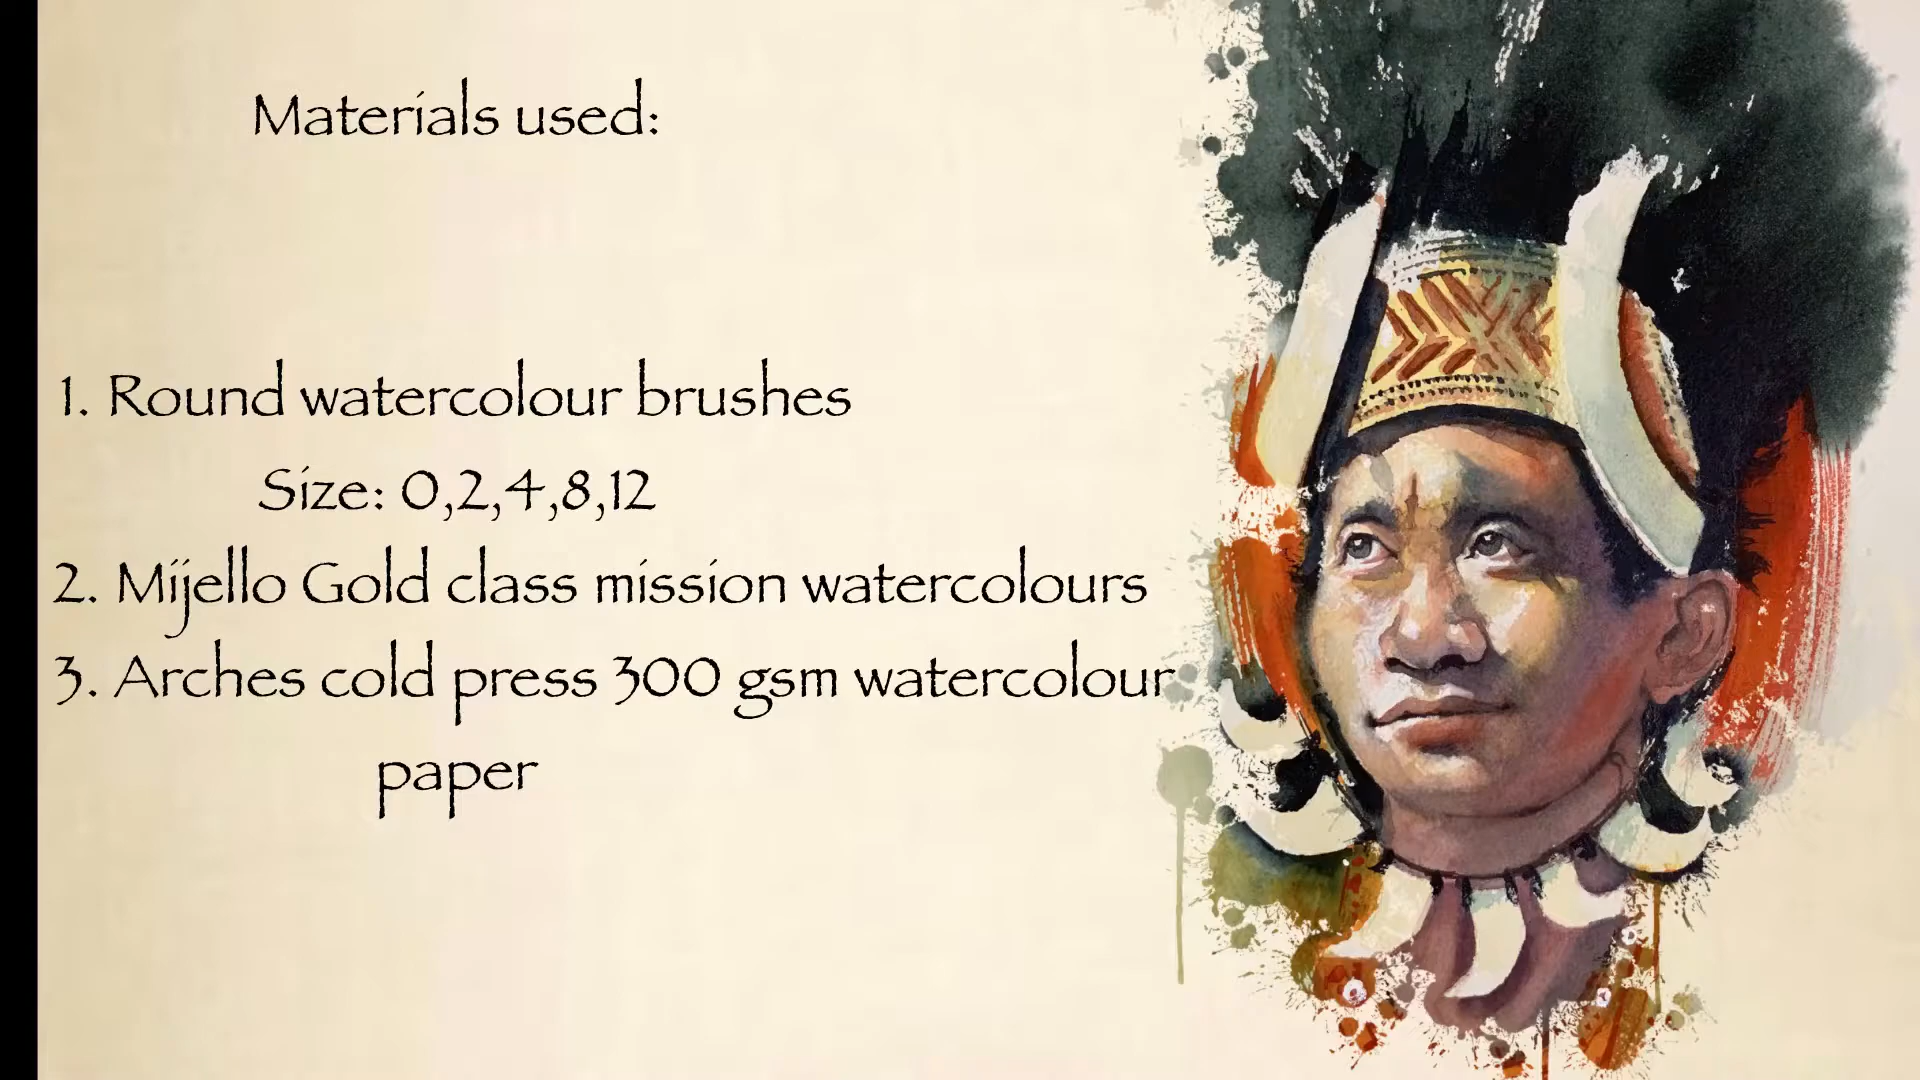 Materials used:
1. Round watercolour brushes
Size: 0,2,4,8,12
2. Mijello Gold class mission watercolours
3. Arches cold press 300 gsm watercolour
paper